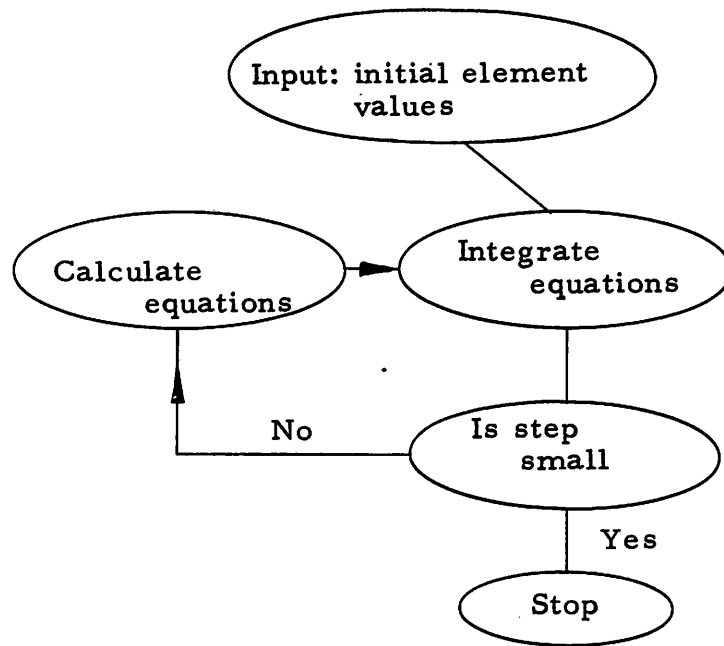 Input: initial element
values
Integrate
equations
Calculate
equations
Is step
small
No
Yes
Stop